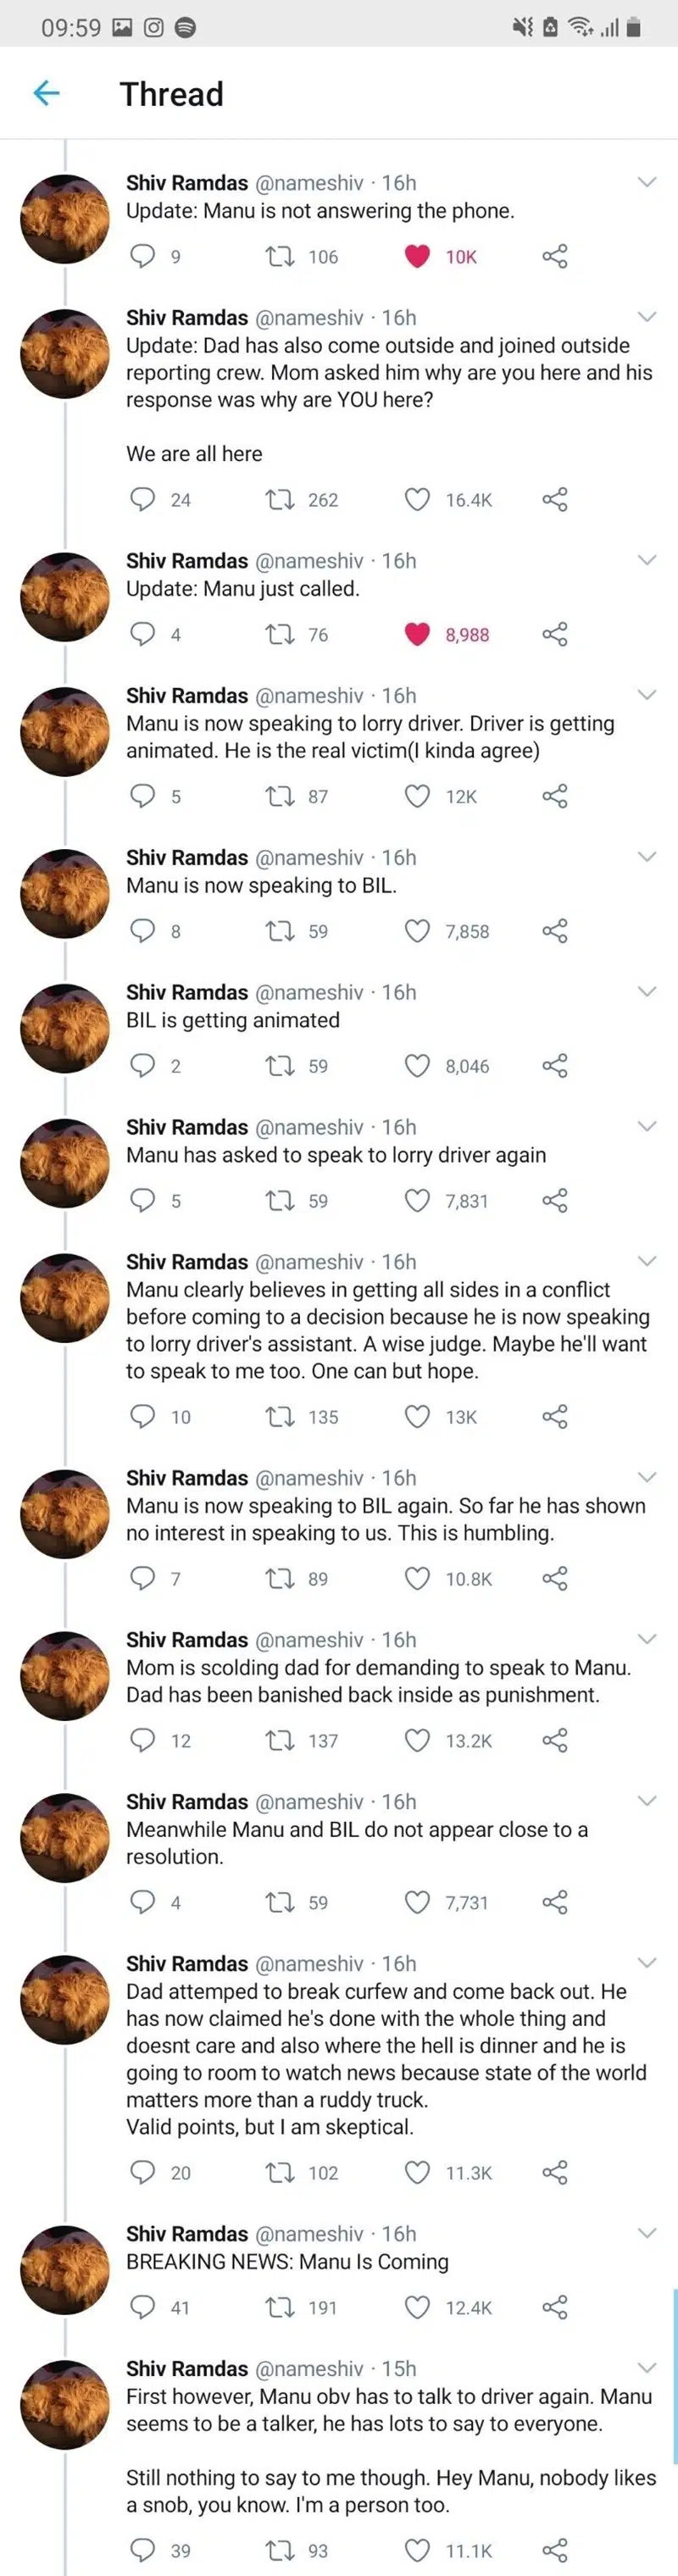 09:59
Thread
Shiv Ramdas @nameshiv · 16h
Update: Manu is not answering the phone.
9 106 10K
Shiv Ramdas @nameshiv · 16h
Update: Dad has also come outside and joined outside
reporting crew. Mom asked him why are you here and his
response was why are YOU here?
We are all here
24 262 16.4K
Shiv Ramdas @nameshiv · 16h
Update: Manu just called.
4 76 8,988
Shiv Ramdas @nameshiv · 16h
Manu is now speaking to lorry driver. Driver is getting
animated. He is the real victim(I kinda agree)
5 87 12K
Shiv Ramdas @nameshiv · 16h
Manu is now speaking to BIL.
8 59 7,858
Shiv Ramdas @nameshiv · 16h
BIL is getting animated
2 59 8,046
Shiv Ramdas @nameshiv · 16h
Manu has asked to speak to lorry driver again
5 59 7,831
Shiv Ramdas @nameshiv · 16h
Manu clearly believes in getting all sides in a conflict
before coming to a decision because he is now speaking
to lorry driver's assistant. A wise judge. Maybe he'll want
to speak to me too. One can but hope.
10 135 13K
Shiv Ramdas @nameshiv · 16h
Manu is now speaking to BIL again. So far he has shown
no interest in speaking to us. This is humbling.
7 89 10.8K
Shiv Ramdas @nameshiv · 16h
Mom is scolding dad for demanding to speak to Manu.
Dad has been banished back inside as punishment.
12 137 13.2K
Shiv Ramdas @nameshiv · 16h
Meanwhile Manu and BIL do not appear close to a
resolution.
4 59 7,731
Shiv Ramdas @nameshiv · 16h
Dad attemped to break curfew and come back out. He
has now claimed he's done with the whole thing and
doesnt care and also where the hell is dinner and he is
going to room to watch news because state of the world
matters more than a ruddy truck.
Valid points, but I am skeptical.
20 102 11.3K
Shiv Ramdas @nameshiv · 16h
BREAKING NEWS: Manu Is Coming
41 191 12.4K
Shiv Ramdas @nameshiv · 15h
First however, Manu obv has to talk to driver again. Manu
seems to be a talker, he has lots to say to everyone.
Still nothing to say to me though. Hey Manu, nobody likes
a snob, you know. I'm a person too.
39 93 11.1K